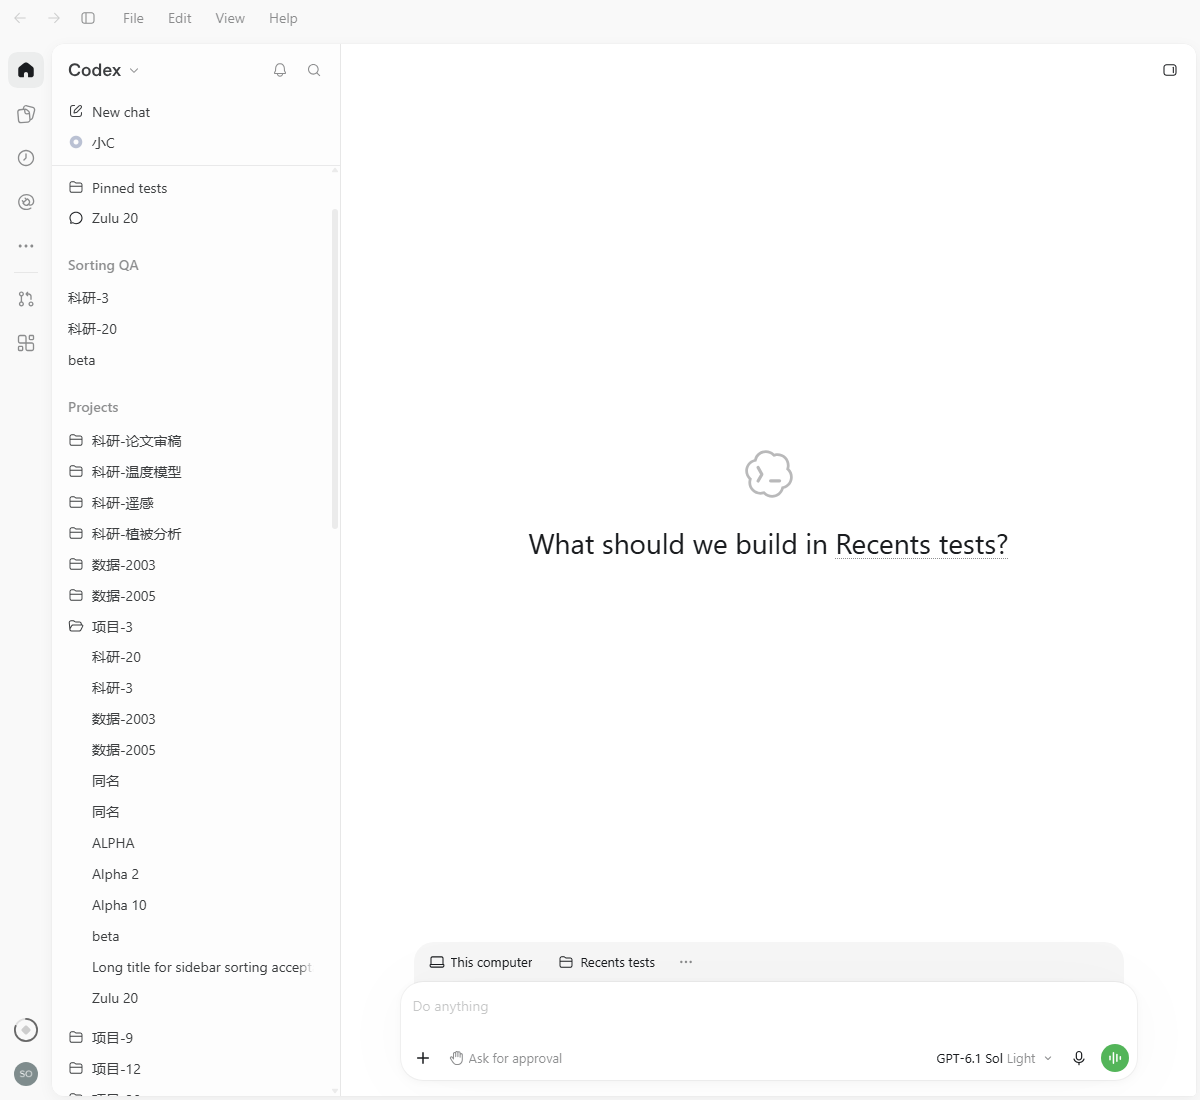 File Edit View Help
Codex
New chat
小C
Pinned tests
Zulu 20
Sorting QA
科研-3
科研-20
beta
Projects
科研-论文审稿
科研-温度模型
科研-遥感
科研-植被分析
数据-2003
数据-2005
项目-3
科研-20
科研-3
数据-2003
数据-2005
同名
同名
ALPHA
Alpha 2
Alpha 10
beta
Long title for sidebar sorting accept
Zulu 20
项目-9
项目-12
SO
What should we build in Recents tests?
This computer Recents tests
Do anything
Ask for approval GPT-6.1 Sol Light